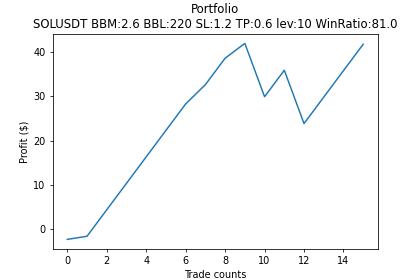 Portfolio
SOLUSDT BBM:2.6 BBL:220 SL:1.2 TP:0.6 lev:10 WinRatio:81.0
40
30
20
10
0
Profit ($)
0 2 4 6 8 10 12 14
Trade counts